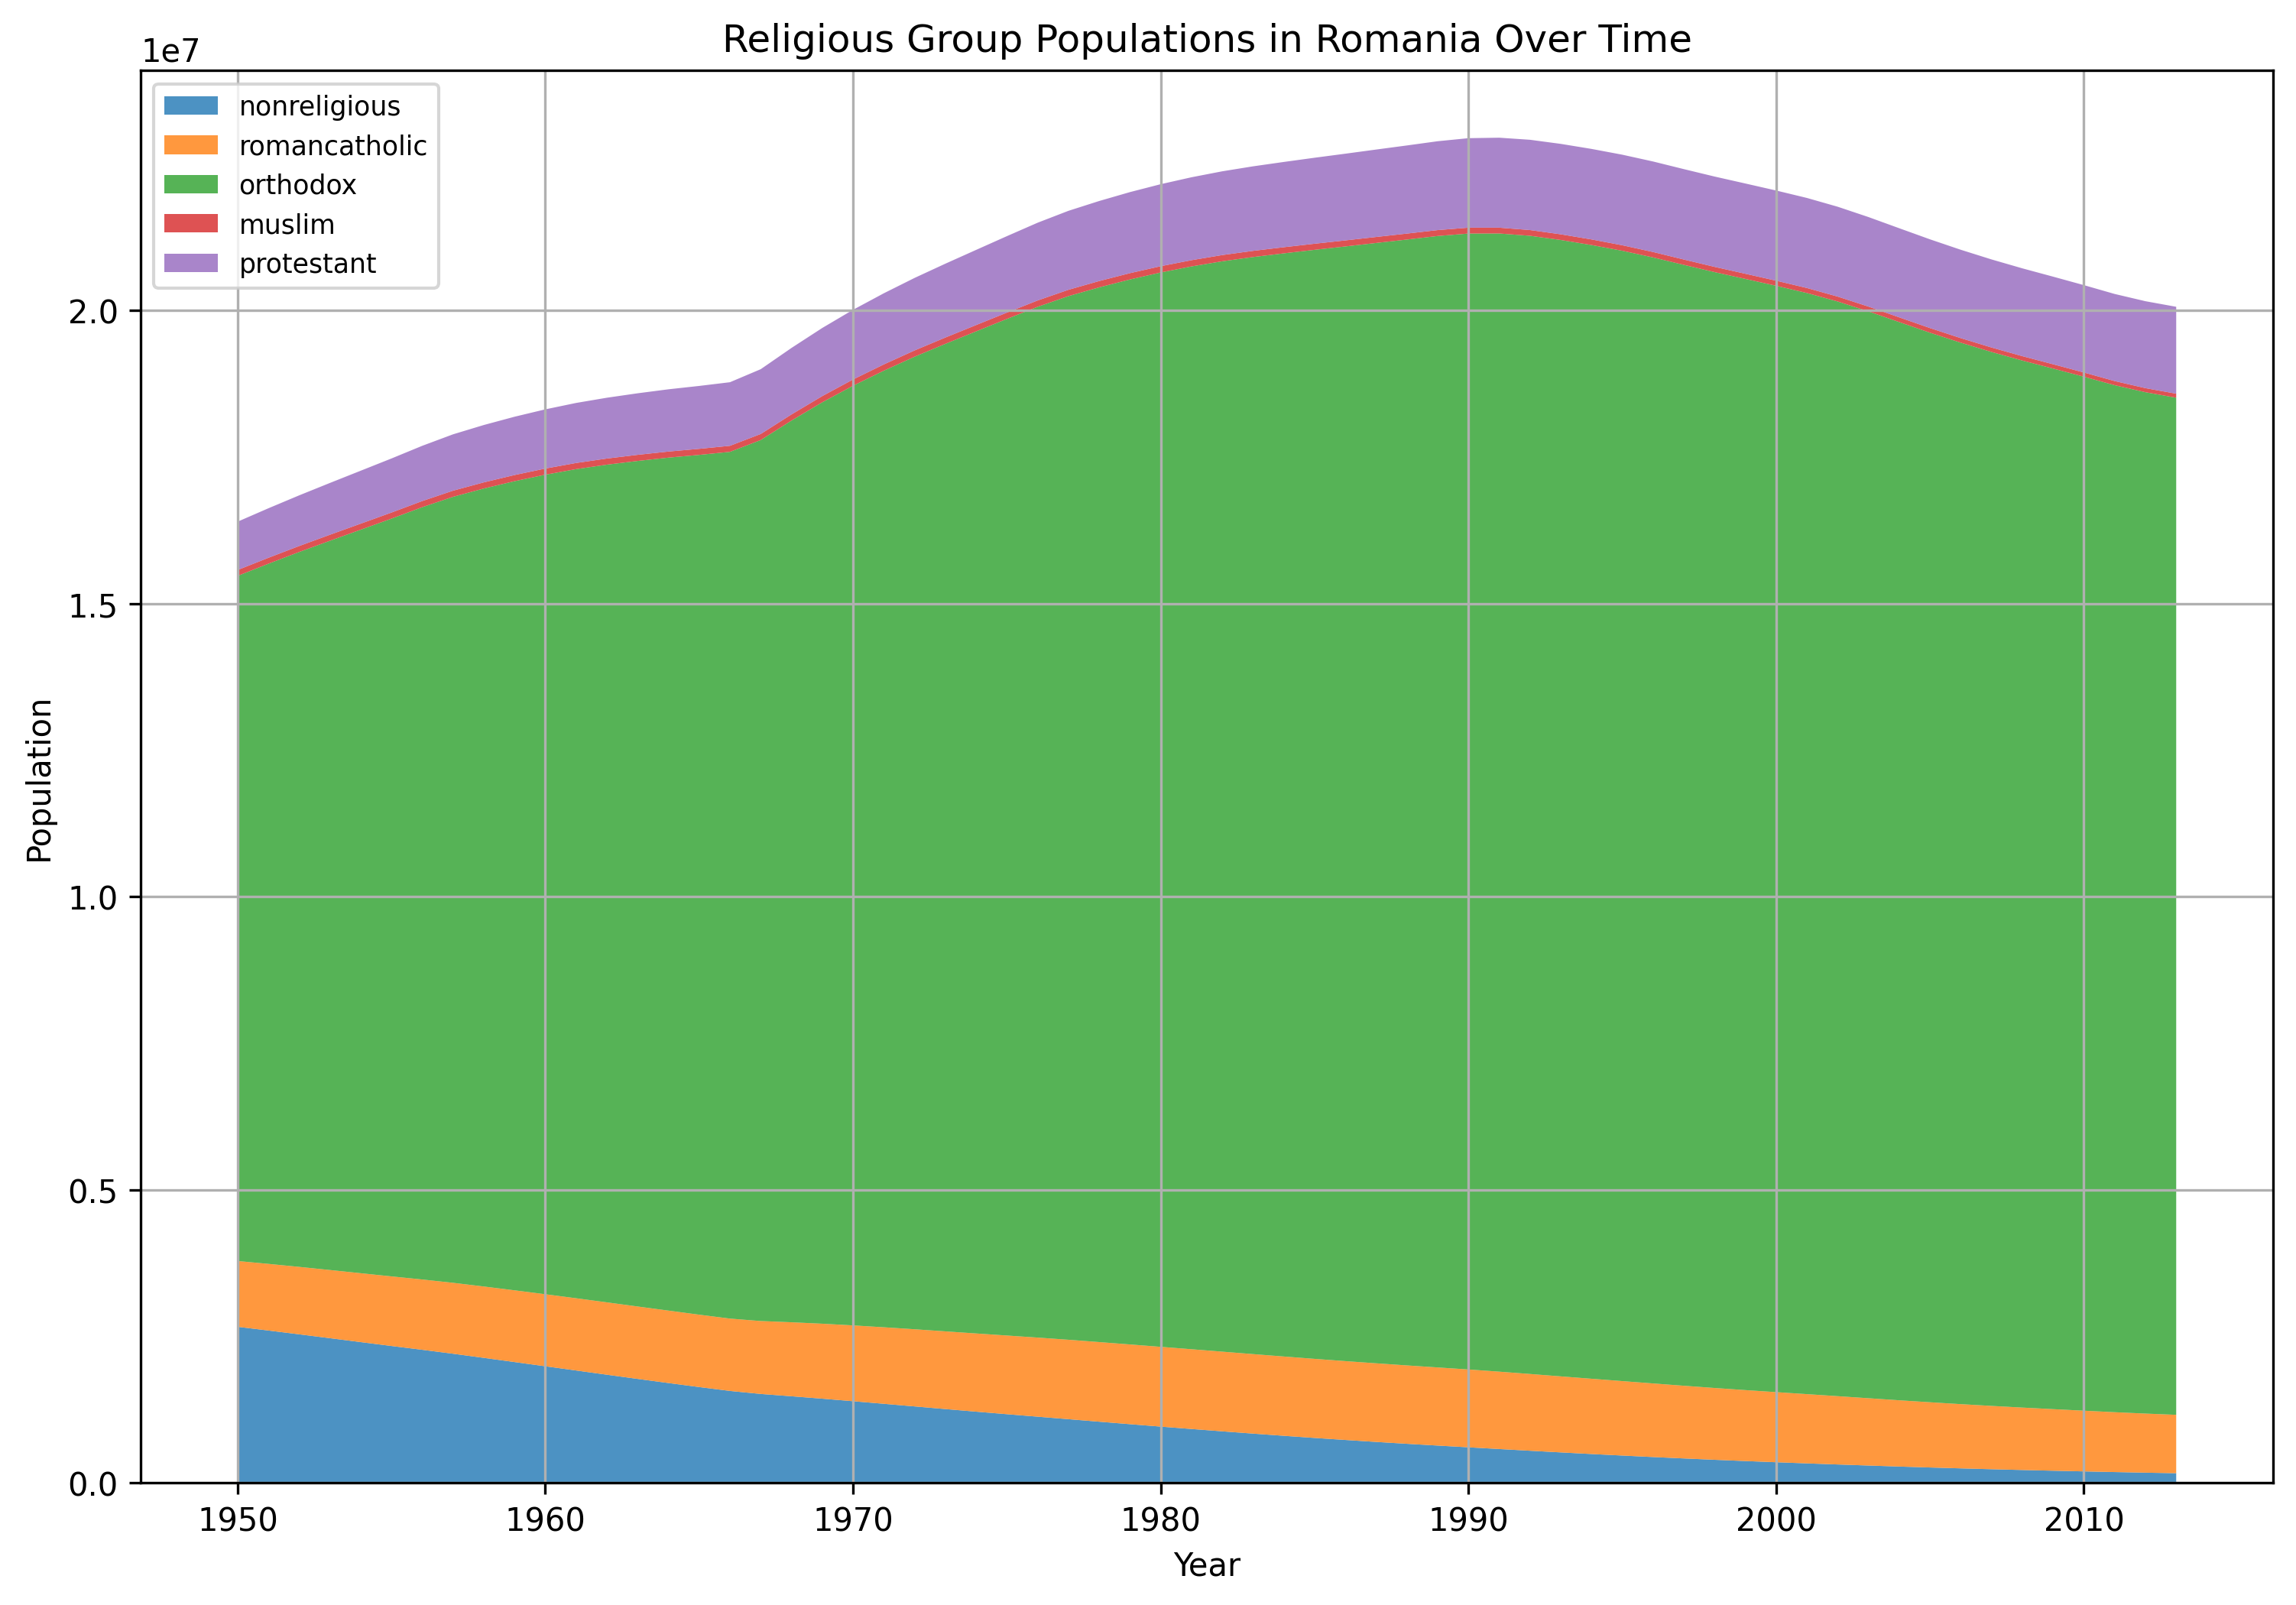 Religious Group Populations in Romania Over Time
1e7
nonreligious
romancatholic
orthodox
muslim
protestant
2.0
1.5
1.0
0.5
0.0
Population
1950 1960 1970 1980 1990 2000 2010
Year